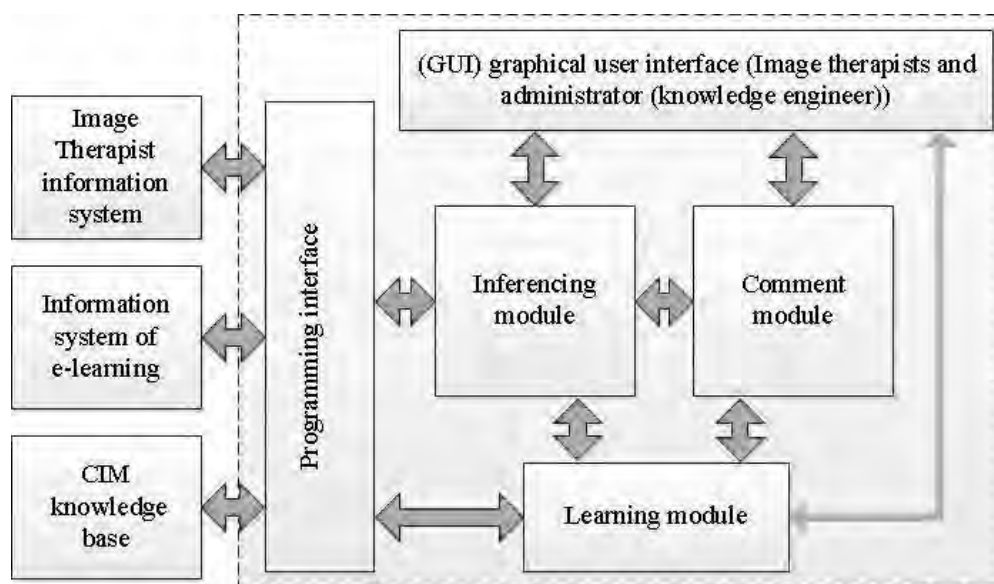 (GUI) graphical user interface (Image therapists and
administrator (knowledge engineer))
Image
Therapist
information
system
Information
system of
e-learning
CIM
knowledge
base
Programming interface
Inferencing
module
Comment
module
Learning module